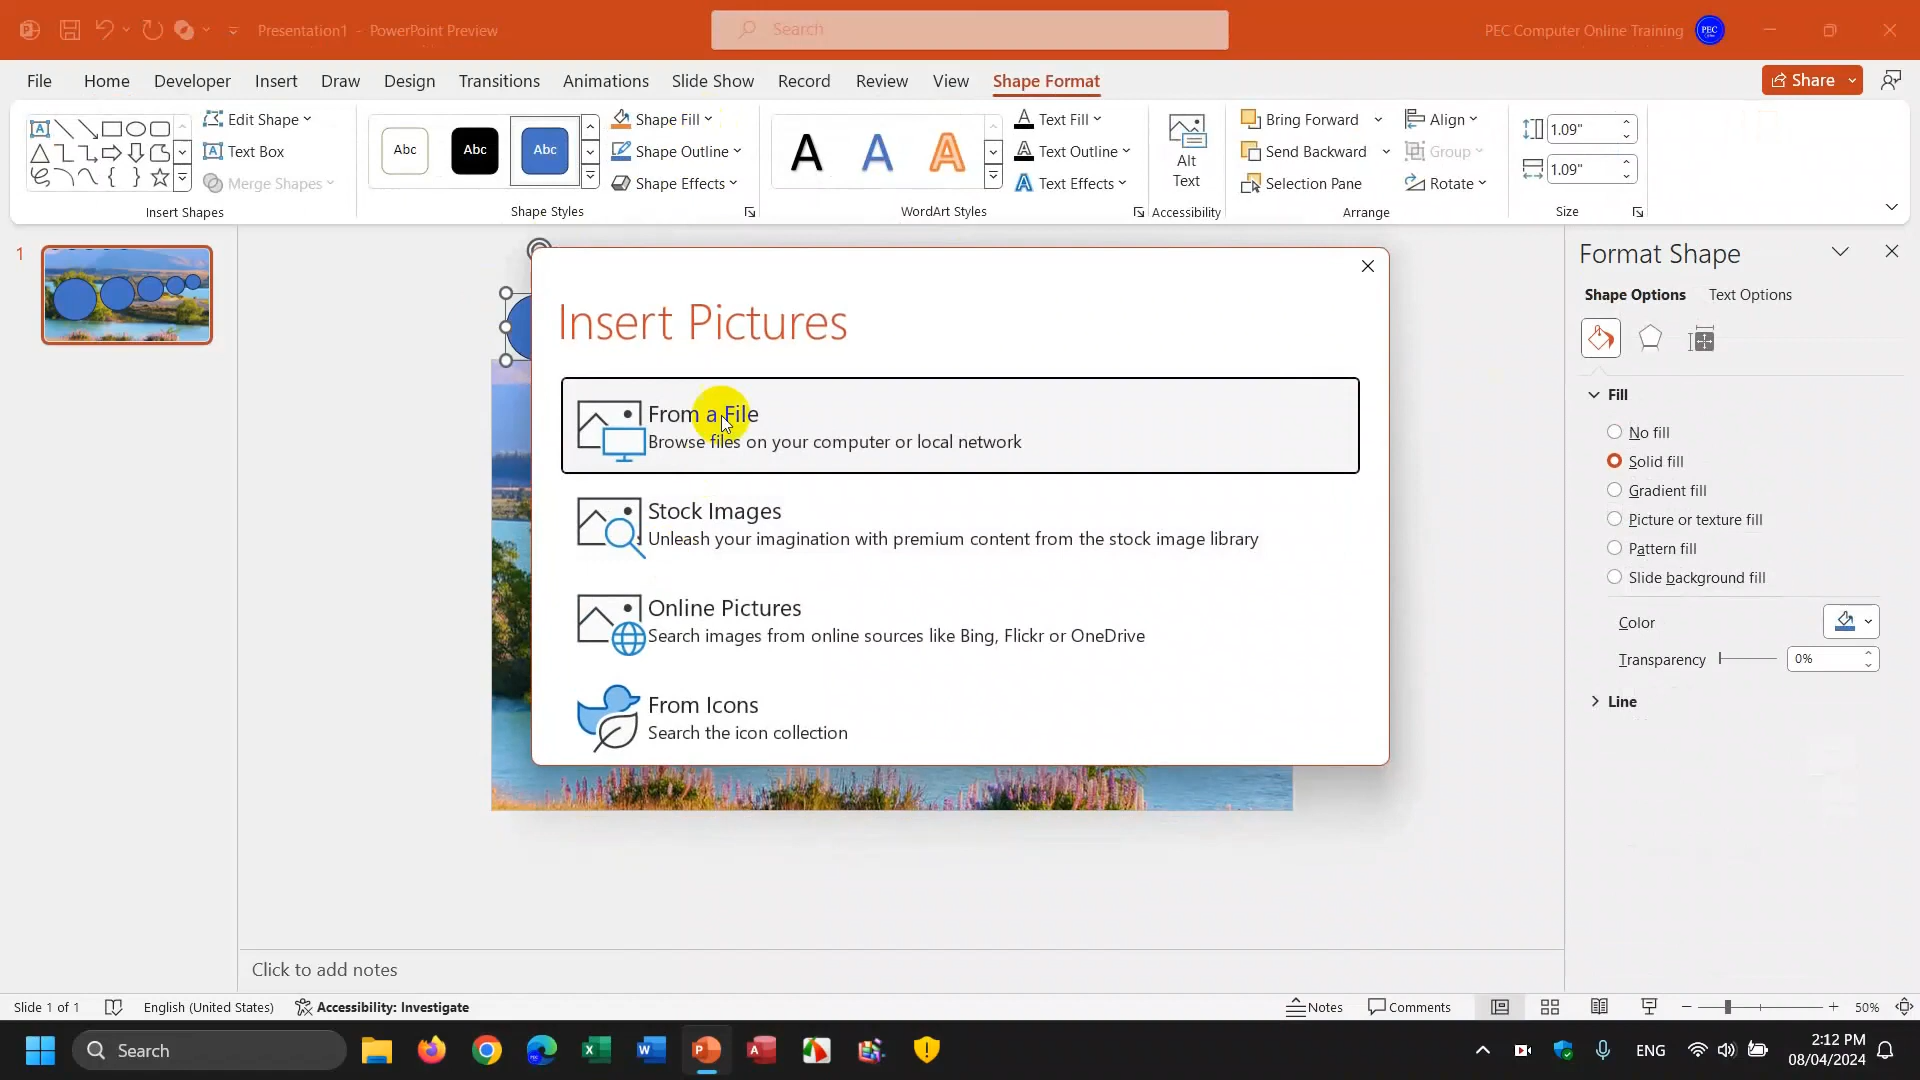 Presentation1 - PowerPoint Preview
Search
PEC Computer Online Training
PEC
File
Home
Developer
Insert
Draw
Design
Transitions
Animations
Slide Show
Record
Review
View
Shape Format
Share
Edit Shape
Text Box
Merge Shapes
Insert Shapes
Abc
Abc
Abc
Shape Fill
Shape Outline
Shape Effects
Shape Styles
A
A
A
Text Fill
Text Outline
Text Effects
WordArt Styles
Alt
Text
Accessibility
Bring Forward
Send Backward
Selection Pane
Align
Group
Rotate
Arrange
1.09"
1.09"
Size
1
Insert Pictures
From a File
Browse files on your computer or local network
Stock Images
Unleash your imagination with premium content from the stock image library
Online Pictures
Search images from online sources like Bing, Flickr or OneDrive
From Icons
Search the icon collection
Format Shape
Shape Options
Text Options
Fill
No fill
Solid fill
Gradient fill
Picture or texture fill
Pattern fill
Slide background fill
Color
Transparency
0%
Line
Click to add notes
Slide 1 of 1
English (United States)
Accessibility: Investigate
Notes
Comments
50%
Search
ENG
2:12 PM
08/04/2024